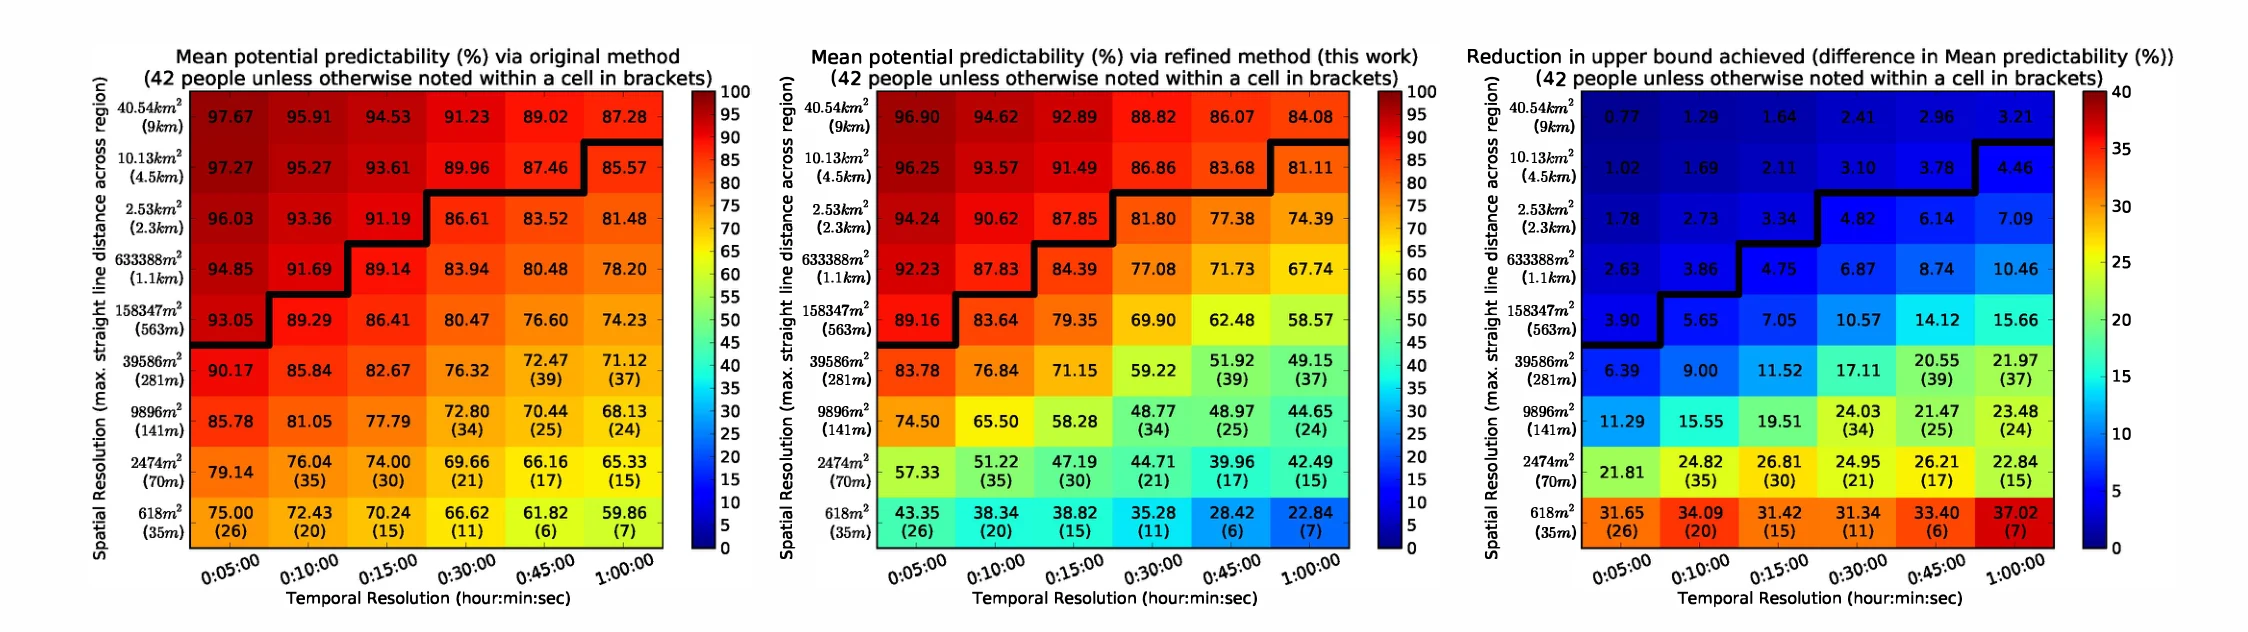 Mean potential predictability (%) via original method
(42 people unless otherwise noted within a cell in brackets)
Spatial Resolution (max. straight line distance across region)
40.54km² 97.67 95.91 94.53 91.23 89.02 87.28
(9km)
10.13km² 97.27 95.27 93.61 89.96 87.46 85.57
(4.5km)
2.53km² 96.03 93.36 91.19 86.61 83.52 81.48
(2.3km)
633388m² 94.85 91.69 89.14 83.94 80.48 78.20
(1.1km)
158347m² 93.05 89.29 86.41 80.47 76.60 74.23
(563m)
39586m² 90.17 85.84 82.67 76.32 72.47 71.12
(281m) (39) (37)
9896m² 85.78 81.05 77.79 72.80 70.44 68.13
(141m) (34) (25) (24)
2474m² 79.14 76.04 74.00 69.66 66.16 65.33
(70m) (35) (30) (21) (17) (15)
618m² 75.00 72.43 70.24 66.62 61.82 59.86
(35m) (26) (20) (15) (11) (6) (7)
0:05:00 0:10:00 0:15:00 0:30:00 0:45:00 1:00:00
Temporal Resolution (hour:min:sec)
100
95
90
85
80
75
70
65
60
55
50
45
40
35
30
25
20
15
10
5
0
Mean potential predictability (%) via refined method (this work)
(42 people unless otherwise noted within a cell in brackets)
Spatial Resolution (max. straight line distance across region)
40.54km² 96.90 94.62 92.89 88.82 86.07 84.08
(9km)
10.13km² 96.25 93.57 91.49 86.86 83.68 81.11
(4.5km)
2.53km² 94.24 90.62 87.85 81.80 77.38 74.39
(2.3km)
633388m² 92.23 87.83 84.39 77.08 71.73 67.74
(1.1km)
158347m² 89.16 83.64 79.35 69.90 62.48 58.57
(563m)
39586m² 83.78 76.84 71.15 59.22 51.92 49.15
(281m) (39) (37)
9896m² 74.50 65.50 58.28 48.77 48.97 44.65
(141m) (34) (25) (24)
2474m² 57.33 51.22 47.19 44.71 39.96 42.49
(70m) (35) (30) (21) (17) (15)
618m² 43.35 38.34 38.82 35.28 28.42 22.84
(35m) (26) (20) (15) (11) (6) (7)
0:05:00 0:10:00 0:15:00 0:30:00 0:45:00 1:00:00
Temporal Resolution (hour:min:sec)
100
95
90
85
80
75
70
65
60
55
50
45
40
35
30
25
20
15
10
5
0
Reduction in upper bound achieved (difference in Mean predictability (%))
(42 people unless otherwise noted within a cell in brackets)
Spatial Resolution (max. straight line distance across region)
40.54km² 0.77 1.29 1.64 2.41 2.96 3.21
(9km)
10.13km² 1.02 1.69 2.11 3.10 3.78 4.46
(4.5km)
2.53km² 1.78 2.73 3.34 4.82 6.14 7.09
(2.3km)
633388m² 2.63 3.86 4.75 6.87 8.74 10.46
(1.1km)
158347m² 3.90 5.65 7.05 10.57 14.12 15.66
(563m)
39586m² 6.39 9.00 11.52 17.11 20.55 21.97
(281m) (39) (37)
9896m² 11.29 15.55 19.51 24.03 21.47 23.48
(141m) (34) (25) (24)
2474m² 21.81 24.82 26.81 24.95 26.21 22.84
(70m) (35) (30) (21) (17) (15)
618m² 31.65 34.09 31.42 31.34 33.40 37.02
(35m) (26) (20) (15) (11) (6) (7)
0:05:00 0:10:00 0:15:00 0:30:00 0:45:00 1:00:00
Temporal Resolution (hour:min:sec)
40
35
30
25
20
15
10
5
0